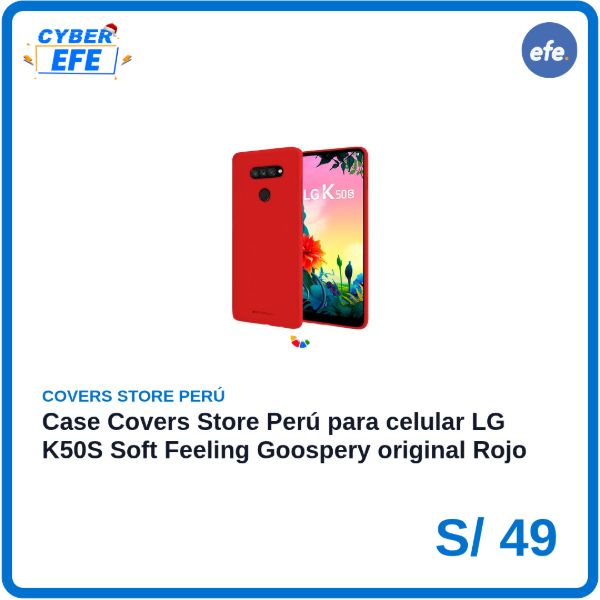 CYBER
EFE
efe.
LG K50S
COVERS STORE PERÚ
Case Covers Store Perú para celular LG
K50S Soft Feeling Goospery original Rojo
S/ 49